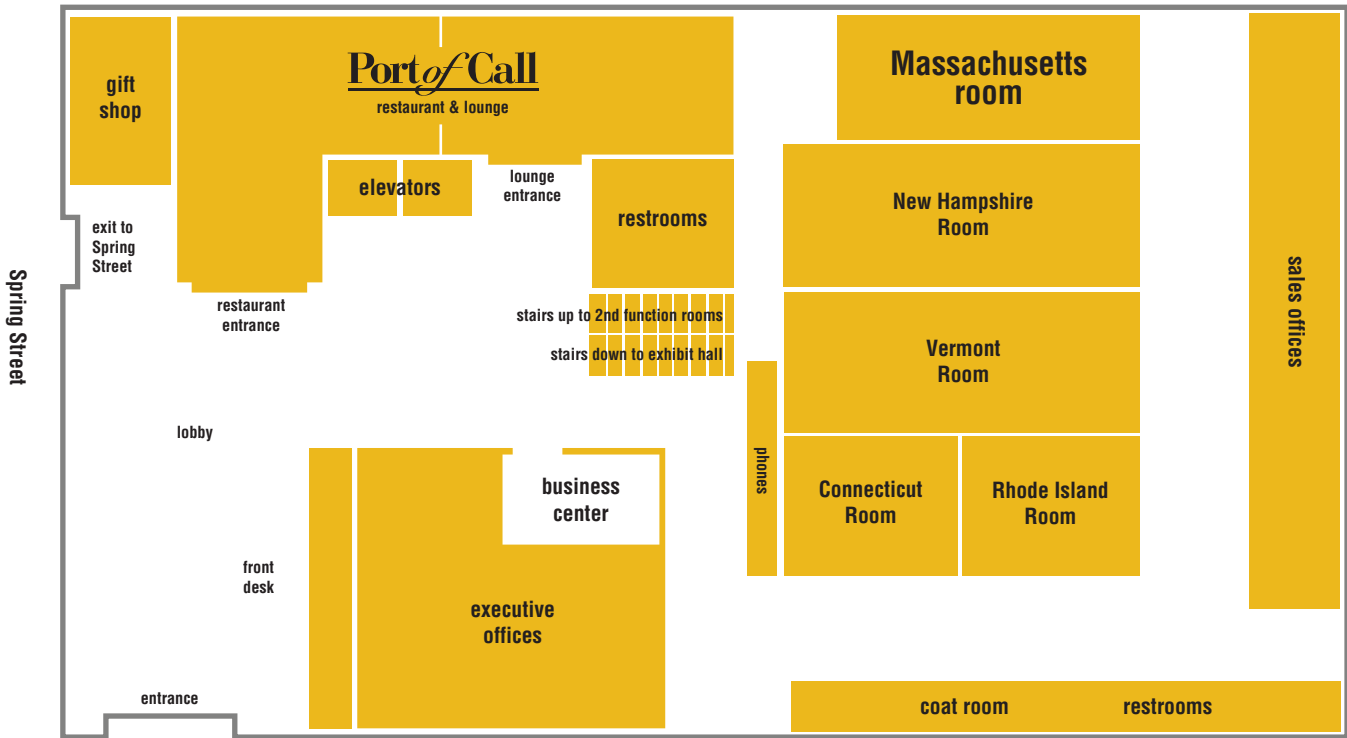 gift
shop
Port of Call
restaurant & lounge
Massachusetts
room
elevators
lounge
entrance
restrooms
New Hampshire
Room
exit to
Spring
Street
Spring Street
restaurant
entrance
stairs up to 2nd function rooms
stairs down to exhibit hall
Vermont
Room
sales offices
lobby
phones
business
center
Connecticut
Room
Rhode Island
Room
front
desk
executive
offices
entrance
coat room
restrooms